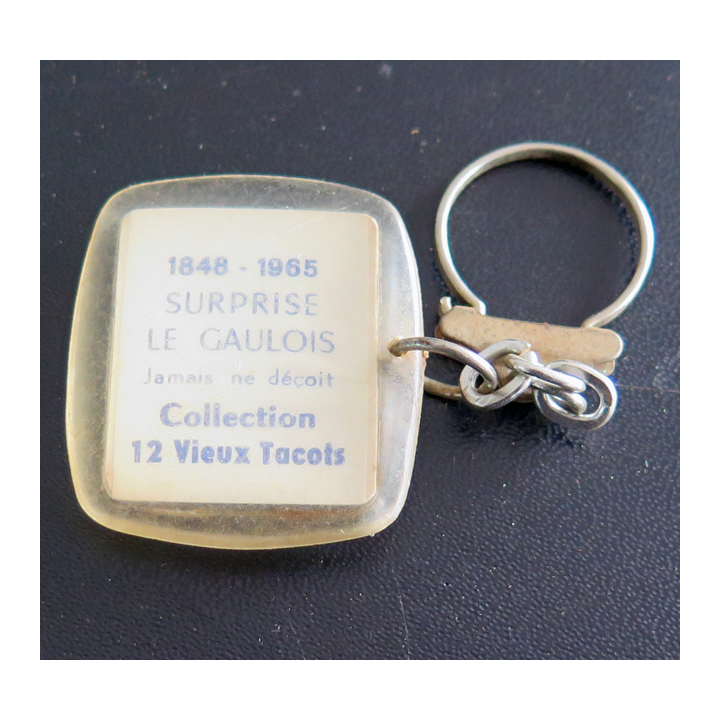 1848 - 1965
SURPRISE
LE GAULOIS
Jamais ne déçoit
Collection
12 Vieux Tacots